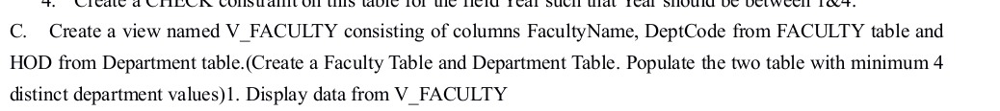 4. Create a CHECK constraint on this table for the field Year such that Year should be between 1&4.
C. Create a view named V_FACULTY consisting of columns FacultyName, DeptCode from FACULTY table and
HOD from Department table.(Create a Faculty Table and Department Table. Populate the two table with minimum 4
distinct department values)1. Display data from V_FACULTY